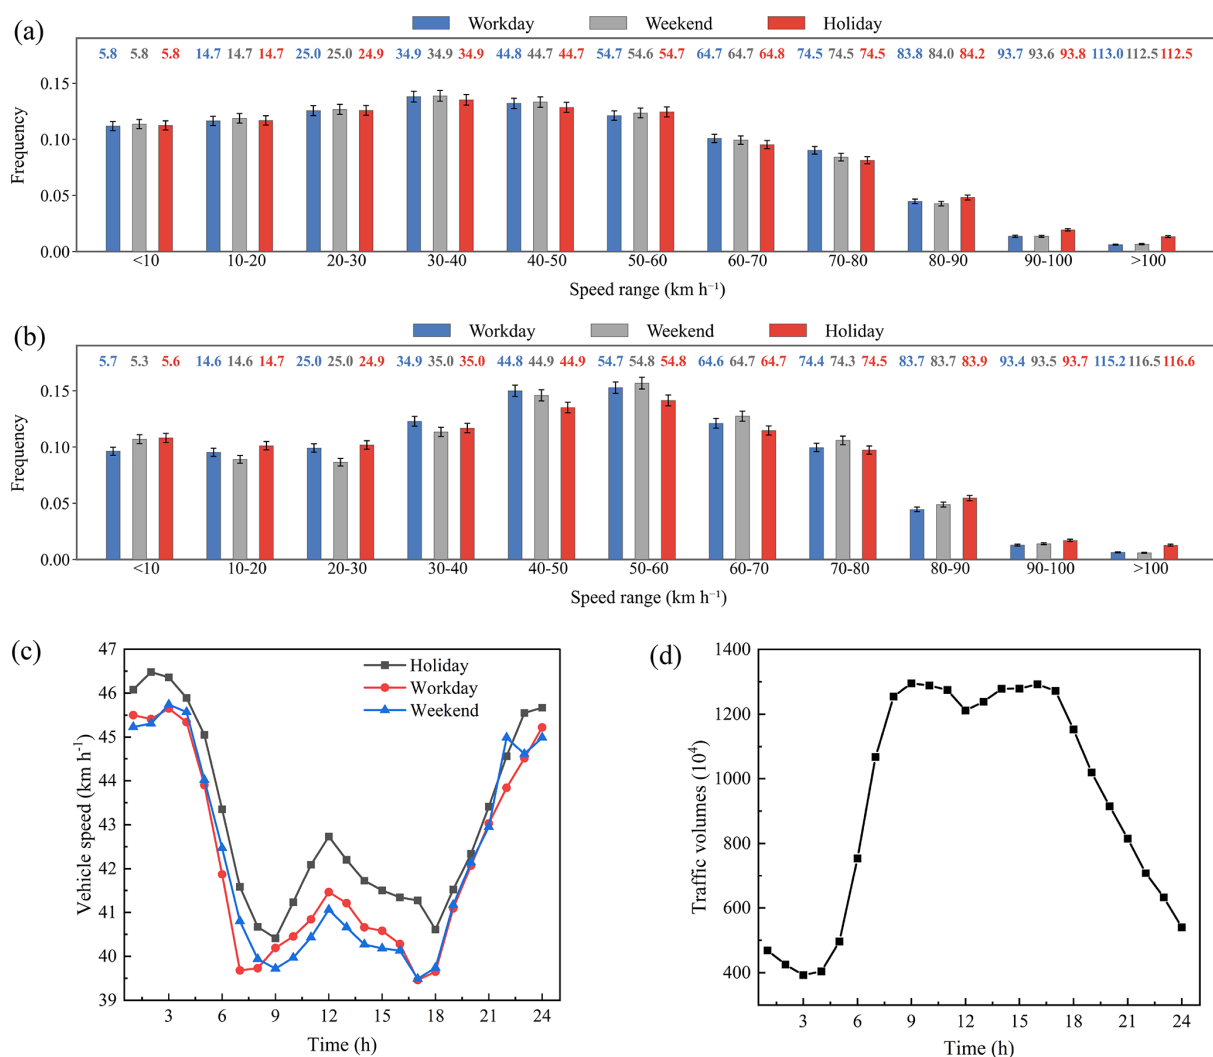 (a)
Workday Weekend Holiday
5.8 5.8 5.8 14.7 14.7 14.7 25.0 25.0 24.9 34.9 34.9 34.9 44.8 44.7 44.7 54.7 54.6 54.7 64.7 64.7 64.8 74.5 74.5 74.5 83.8 84.0 84.2 93.7 93.6 93.8 113.0 112.5 112.5
0.15
0.10
0.05
0.00
Frequency
<10 10-20 20-30 30-40 40-50 50-60 60-70 70-80 80-90 90-100 >100
Speed range (km h⁻¹)
(b)
Workday Weekend Holiday
5.7 5.3 5.6 14.6 14.6 14.7 25.0 25.0 24.9 34.9 35.0 35.0 44.8 44.9 44.9 54.7 54.8 54.8 64.6 64.7 64.7 74.4 74.3 74.5 83.7 83.7 83.9 93.4 93.5 93.7 115.2 116.5 116.6
0.15
0.10
0.05
0.00
Frequency
<10 10-20 20-30 30-40 40-50 50-60 60-70 70-80 80-90 90-100 >100
Speed range (km h⁻¹)
(c)
Holiday
Workday
Weekend
47
46
45
44
43
42
41
40
39
Vehicle speed (km h⁻¹)
3 6 9 12 15 18 21 24
Time (h)
(d)
1400
1200
1000
800
600
400
Traffic volumes (10⁴)
3 6 9 12 15 18 21 24
Time (h)